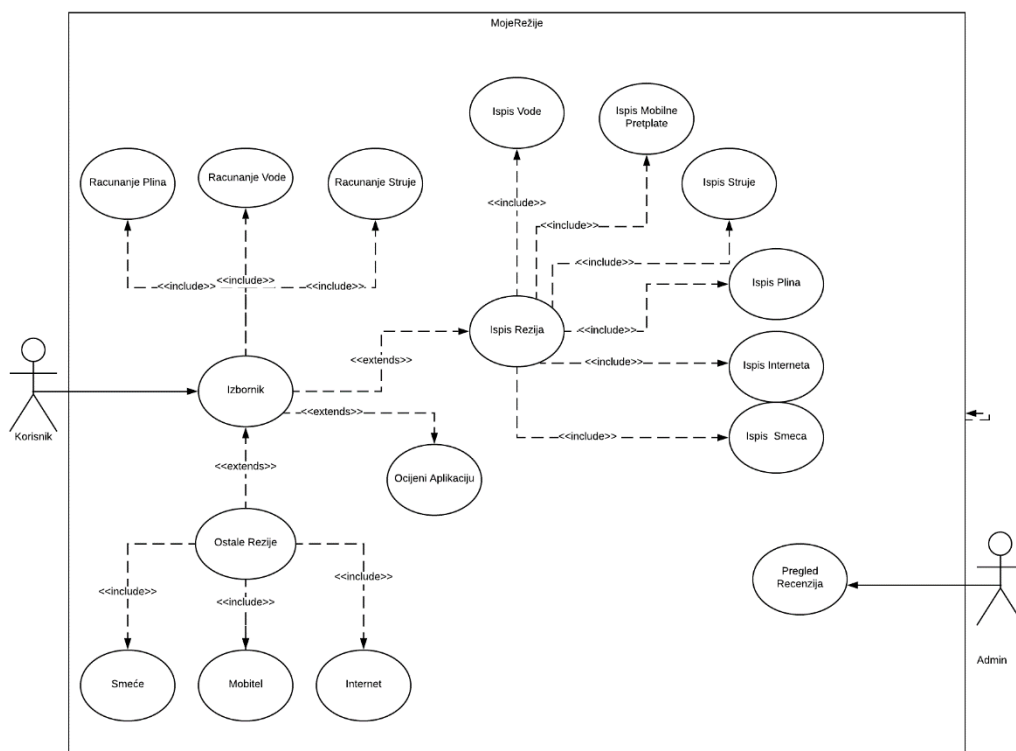 MojeRežije
Ispis Vode
Ispis Mobilne
Pretplate
Racunanje Plina
Racunanje Vode
Racunanje Struje
Ispis Struje
<<include>>
<<include>>
<<include>>
<<include>>
<<include>>
<<include>>
Ispis Plina
Ispis Rezija
<<include>>
<<extends>>
<<include>>
Ispis Interneta
Izbornik
<<extends>>
Korisnik
<<include>>
Ispis  Smeca
<<extends>>
Ocijeni Aplikaciju
Ostale Rezije
Pregled
Recenzija
<<include>>
<<include>>
<<include>>
Admin
Smeće
Mobitel
Internet